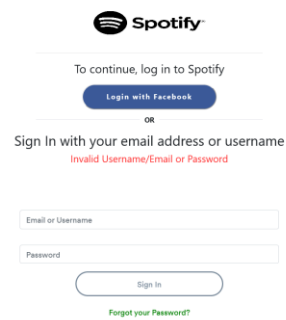 Spotify
To continue, log in to Spotify
Login with Facebook
OR
Sign In with your email address or username
Invalid Username/Email or Password
Email or Username
Password
Sign In
Forgot your Password?